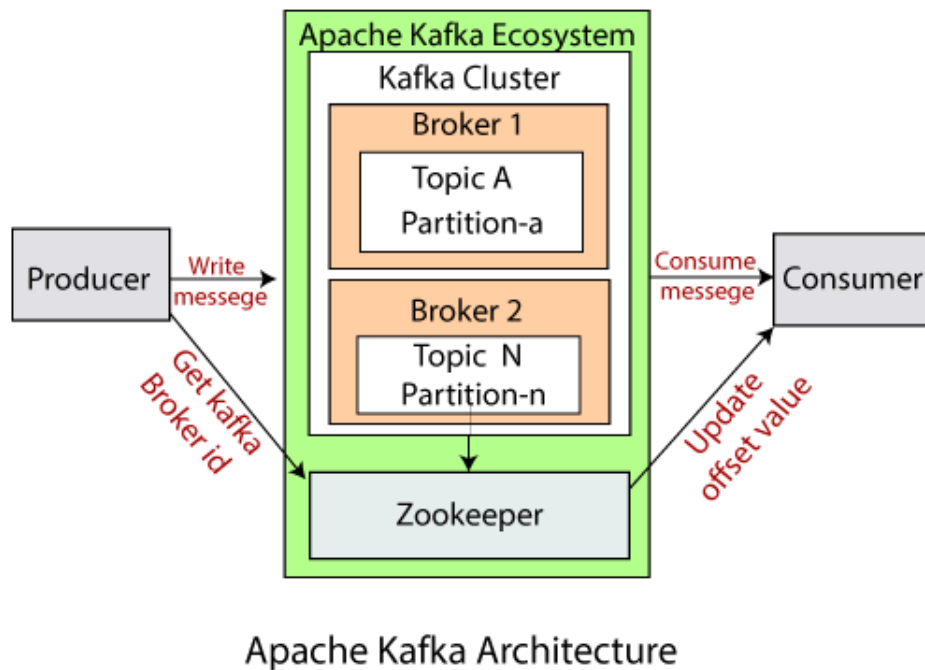 Apache Kafka Ecosystem
Kafka Cluster
Broker 1
Topic A
Partition-a
Producer
Write
messege
Consume
messege
Consumer
Broker 2
Topic N
Partition-n
Get kafka
Broker id
Update
offset value
Zookeeper
Apache Kafka Architecture